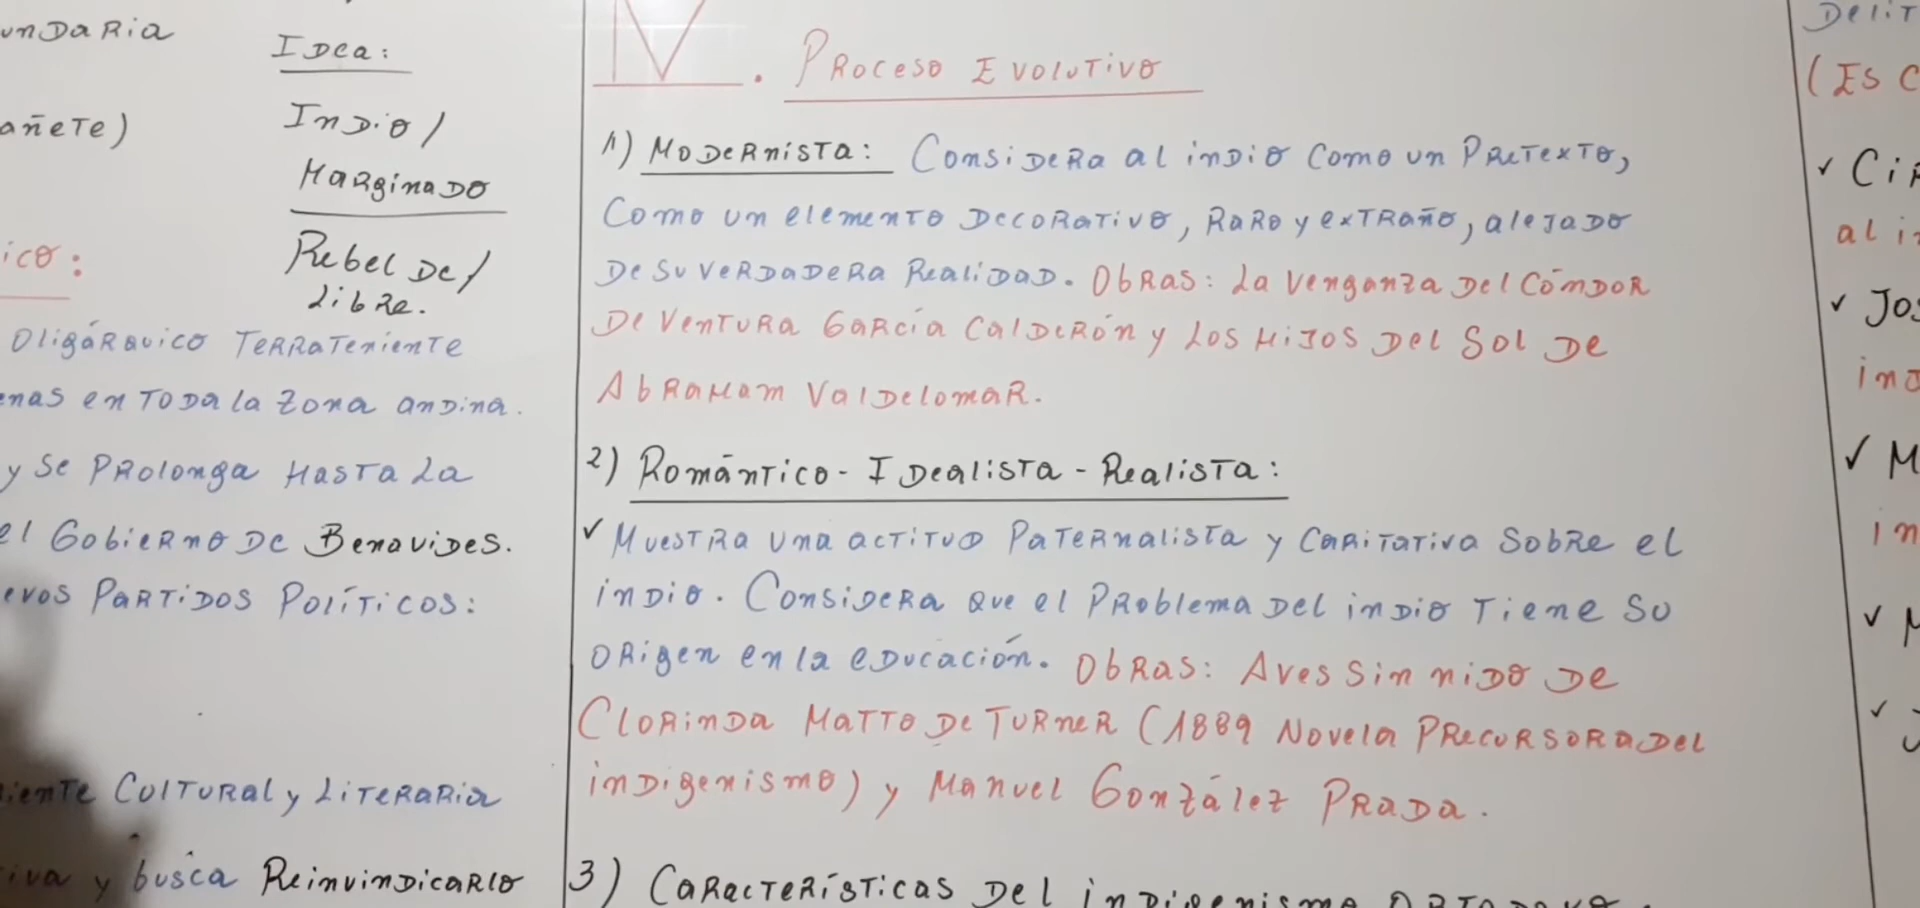 unDaRia
IDea:
añeTe)
InDio/
MarginaDo
ico:
RebelDe/
Libre.
OligáRquico TeRRaTenienTe
enas en ToDa la Zona anDina.
y Se PRolonga HasTa La
el GobieRno De BenaviDes.
evos PaRTiDos PolíTicos:
ienTe CulTuRal y LiTeRaRia
iva y busca ReinvinDicaRlo
IV. PRoceso EvoluTivo
1) MoDeRnisTa: ConsiDeRa al inDio Como un PReTexTo,
Como un elemenTo DecoRaTivo, RaRo y exTRaño, aleJaDo
De su veRDaDeRa RealiDaD. ObRas: La Venganza Del CónDoR
De VenTuRa GaRcía CalDeRón y Los HiJos Del Sol De
AbRaham ValDelomaR.
2) RománTico - IDealisTa - RealisTa:
✓ MuesTRa una acTiTuD PaTeRnalisTa y CaRiTaTiva SobRe el
inDio. ConsiDeRa que el PRoblema Del inDio Tiene Su
oRigen en la eDucación. ObRas: Aves Sin niDo De
CloRinDa MaTTo De TuRneR (1889 Novela PRecuRsoRa Del
inDigenismo) y Manuel González PRaDa.
3) CaRacTeRísTicas Del inDigenismo ORToDoxo.
(Es C
✓ CiR
al i
✓ Jos
✓ M
in
✓ M
✓ J